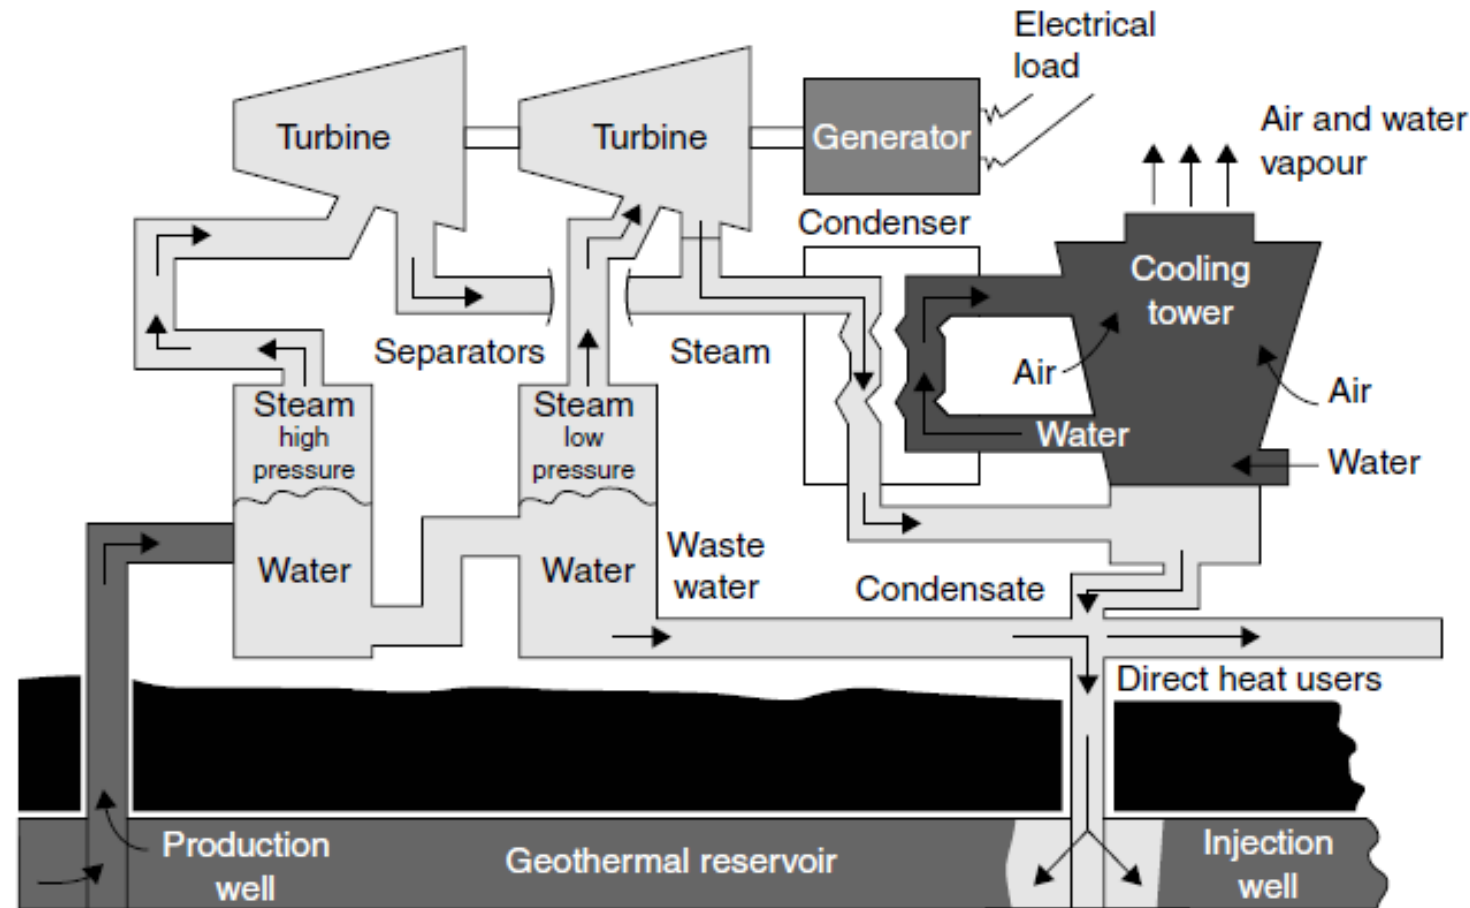 Electrical
load
Air and water
vapour
Turbine
Turbine
Generator
Condenser
Cooling
tower
Separators
Steam
Air
Air
Steam
high
pressure
Steam
low
pressure
Water
Water
Water
Water
Waste
water
Condensate
Direct heat users
Production
well
Geothermal reservoir
Injection
well